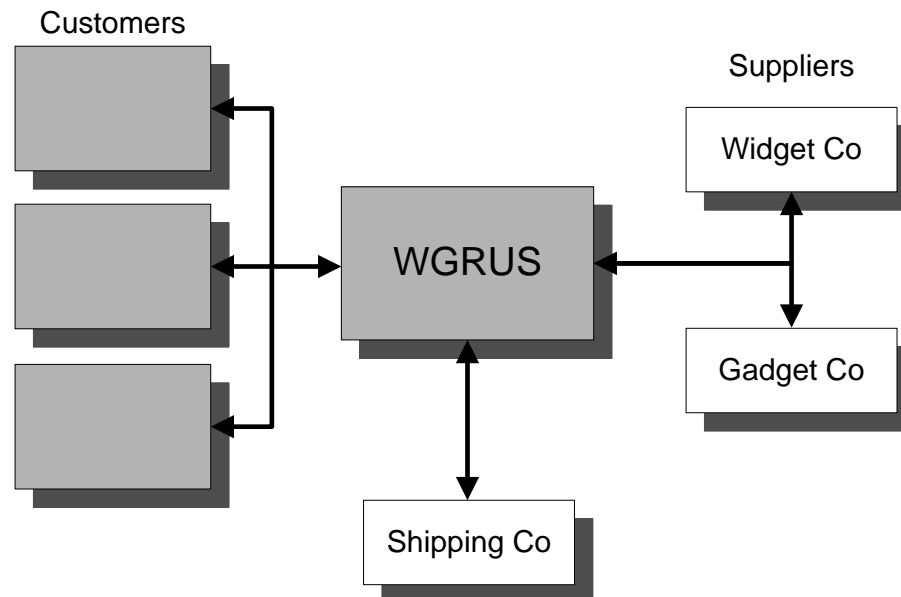 Customers
Suppliers
Widget Co
WGRUS
Gadget Co
Shipping Co